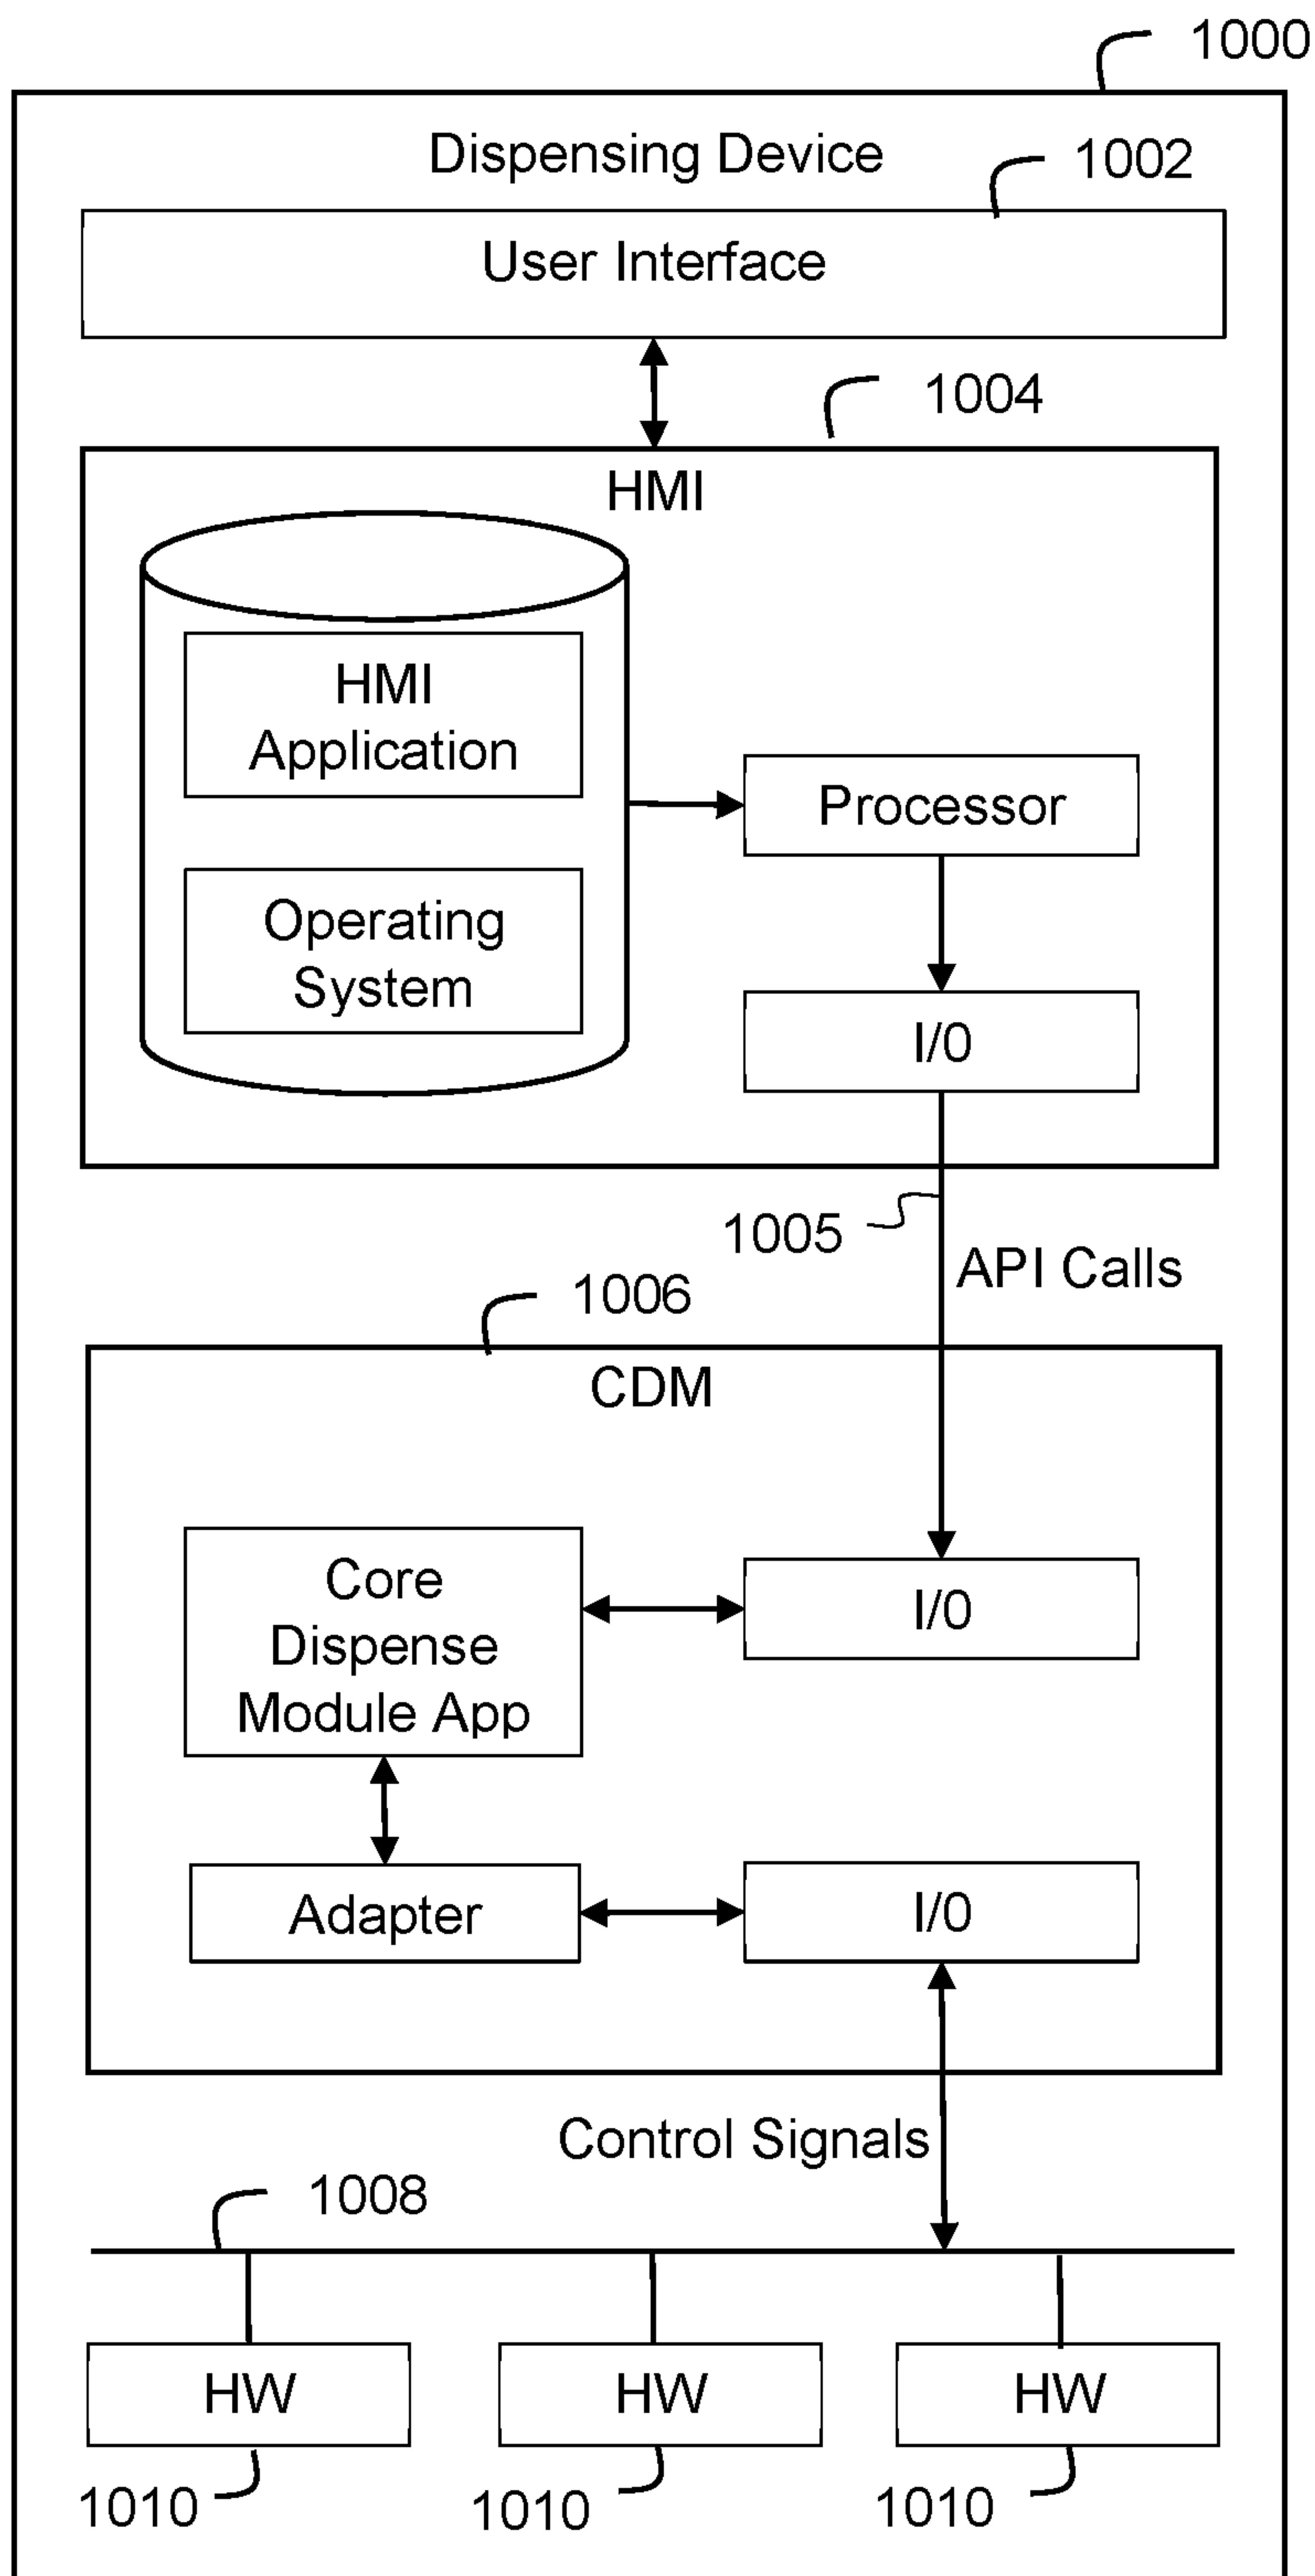 1000
Dispensing Device
1002
User Interface
1004
HMI
HMI
Application
Processor
Operating
System
I/0
1005
API Calls
1006
CDM
Core
Dispense
Module App
I/0
Adapter
I/0
Control Signals
1008
HW
HW
HW
1010
1010
1010